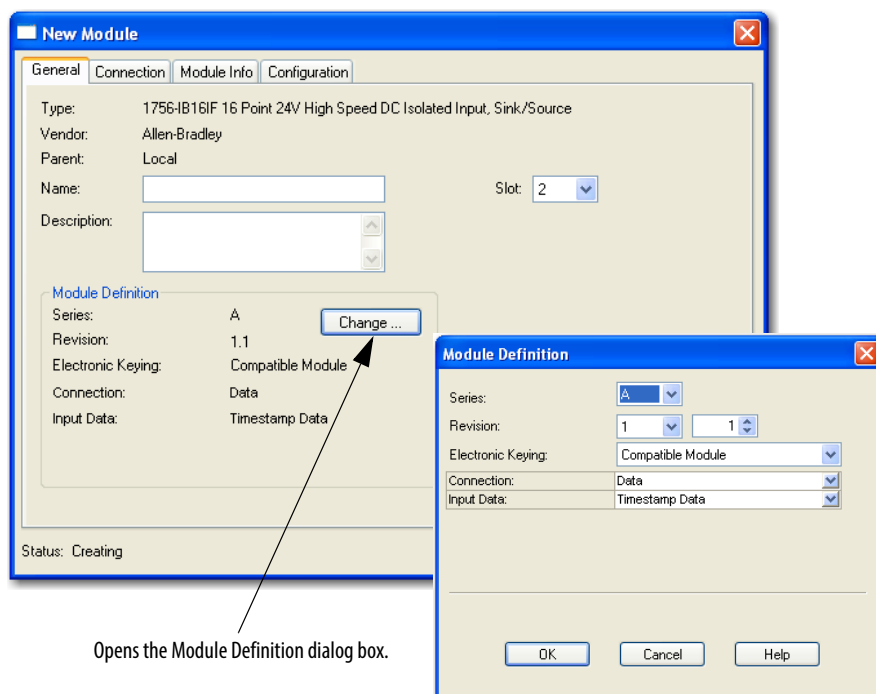 New Module
General Connection Module Info Configuration
Type: 1756-IB16IF 16 Point 24V High Speed DC Isolated Input, Sink/Source
Vendor: Allen-Bradley
Parent: Local
Name: Slot: 2
Description:
Module Definition
Series: A Change ...
Revision: 1.1
Electronic Keying: Compatible Module
Connection: Data
Input Data: Timestamp Data
Status: Creating
Module Definition
Series: A
Revision: 1 1
Electronic Keying: Compatible Module
Connection: Data
Input Data: Timestamp Data
OK Cancel Help
Opens the Module Definition dialog box.